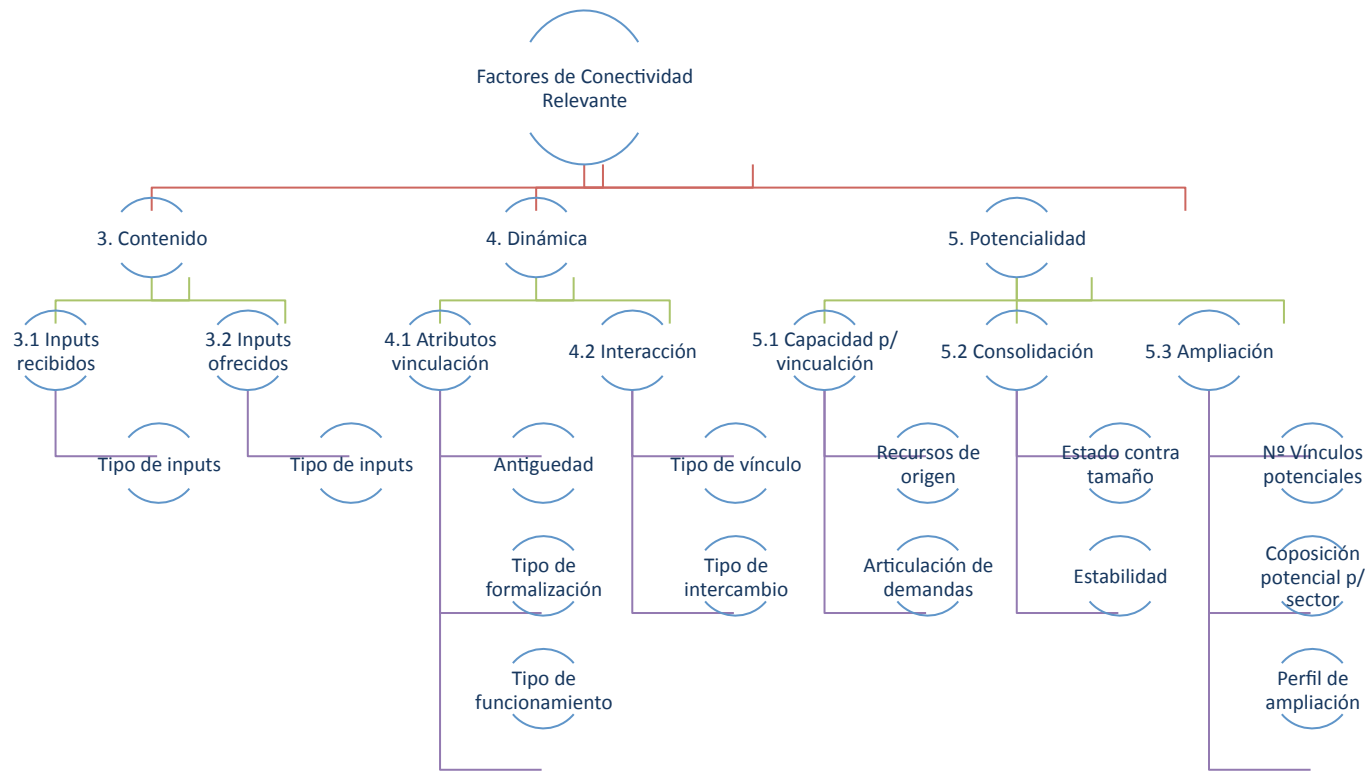 Factores de Conectividad
Relevante
3. Contenido
4. Dinámica
5. Potencialidad
3.1 Inputs
recibidos
3.2 Inputs
ofrecidos
4.1 Atributos
vinculación
4.2 Interacción
5.1 Capacidad p/
vincualción
5.2 Consolidación
5.3 Ampliación
Tipo de inputs
Tipo de inputs
Antiguedad
Tipo de vínculo
Recursos de
origen
Estado contra
tamaño
Nº Vínculos
potenciales
Tipo de
formalización
Tipo de
intercambio
Articulación de
demandas
Estabilidad
Coposición
potencial p/
sector
Tipo de
funcionamiento
Perfil de
ampliación